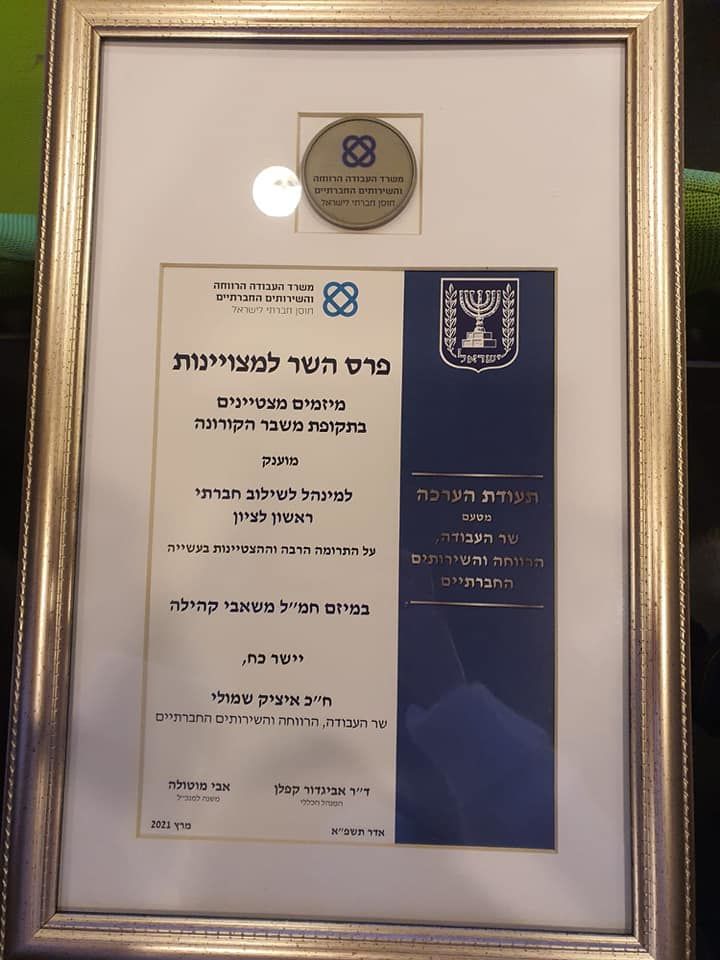 משרד העבודה הרווחה
והשירותים החברתיים
חוסן חברתי לישראל
משרד העבודה הרווחה
והשירותים החברתיים
חוסן חברתי לישראל
ישראל
תעודת הערכה
מטעם
שר העבודה,
הרווחה והשירותים
החברתיים
פרס השר למצויינות
מיזמים מצטיינים
בתקופת משבר הקורונה
מוענק
למינהל לשילוב חברתי
ראשון לציון
על התרומה הרבה וההצטיינות בעשייה
במיזם חמ״ל משאבי קהילה
יישר כח,
ח״כ איציק שמולי
שר העבודה, הרווחה והשירותים החברתיים
ד״ר אביגדור קפלן
המנהל הכללי
אבי מוטולה
משנה למנכ״ל
אדר תשפ״א
מרץ 2021